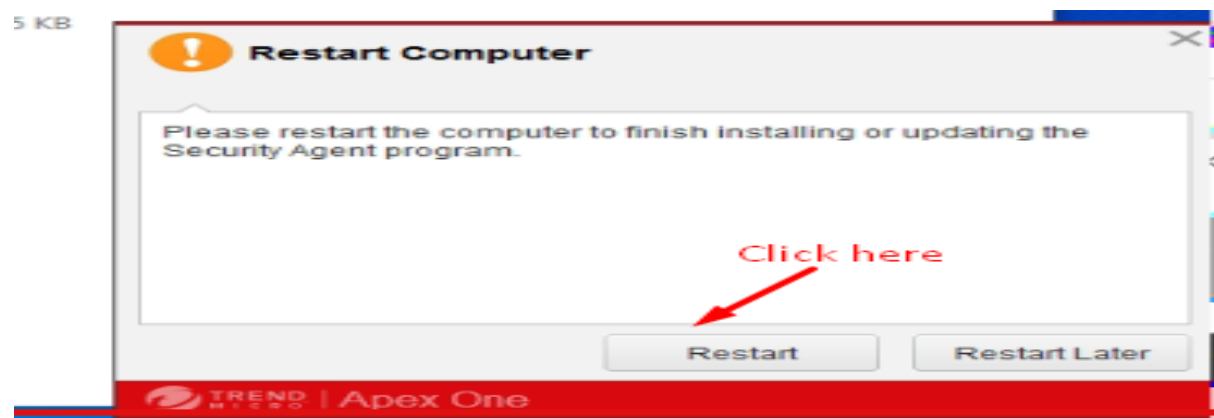 5 KB
Restart Computer
Please restart the computer to finish installing or updating the
Security Agent program.
Click here
Restart
Restart Later
TREND MICRO | Apex One